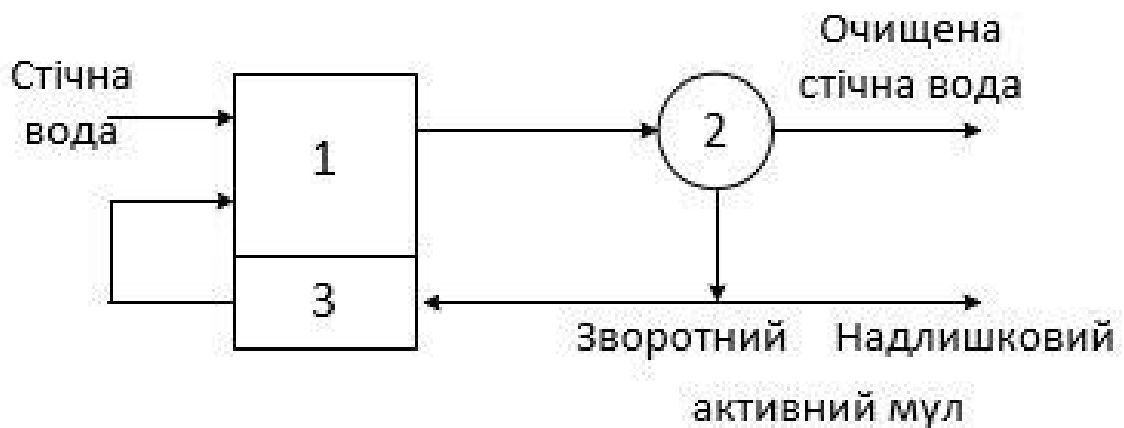 Очищена
стічна вода
Стічна
вода
1
2
3
Зворотний Надлишковий
активний мул